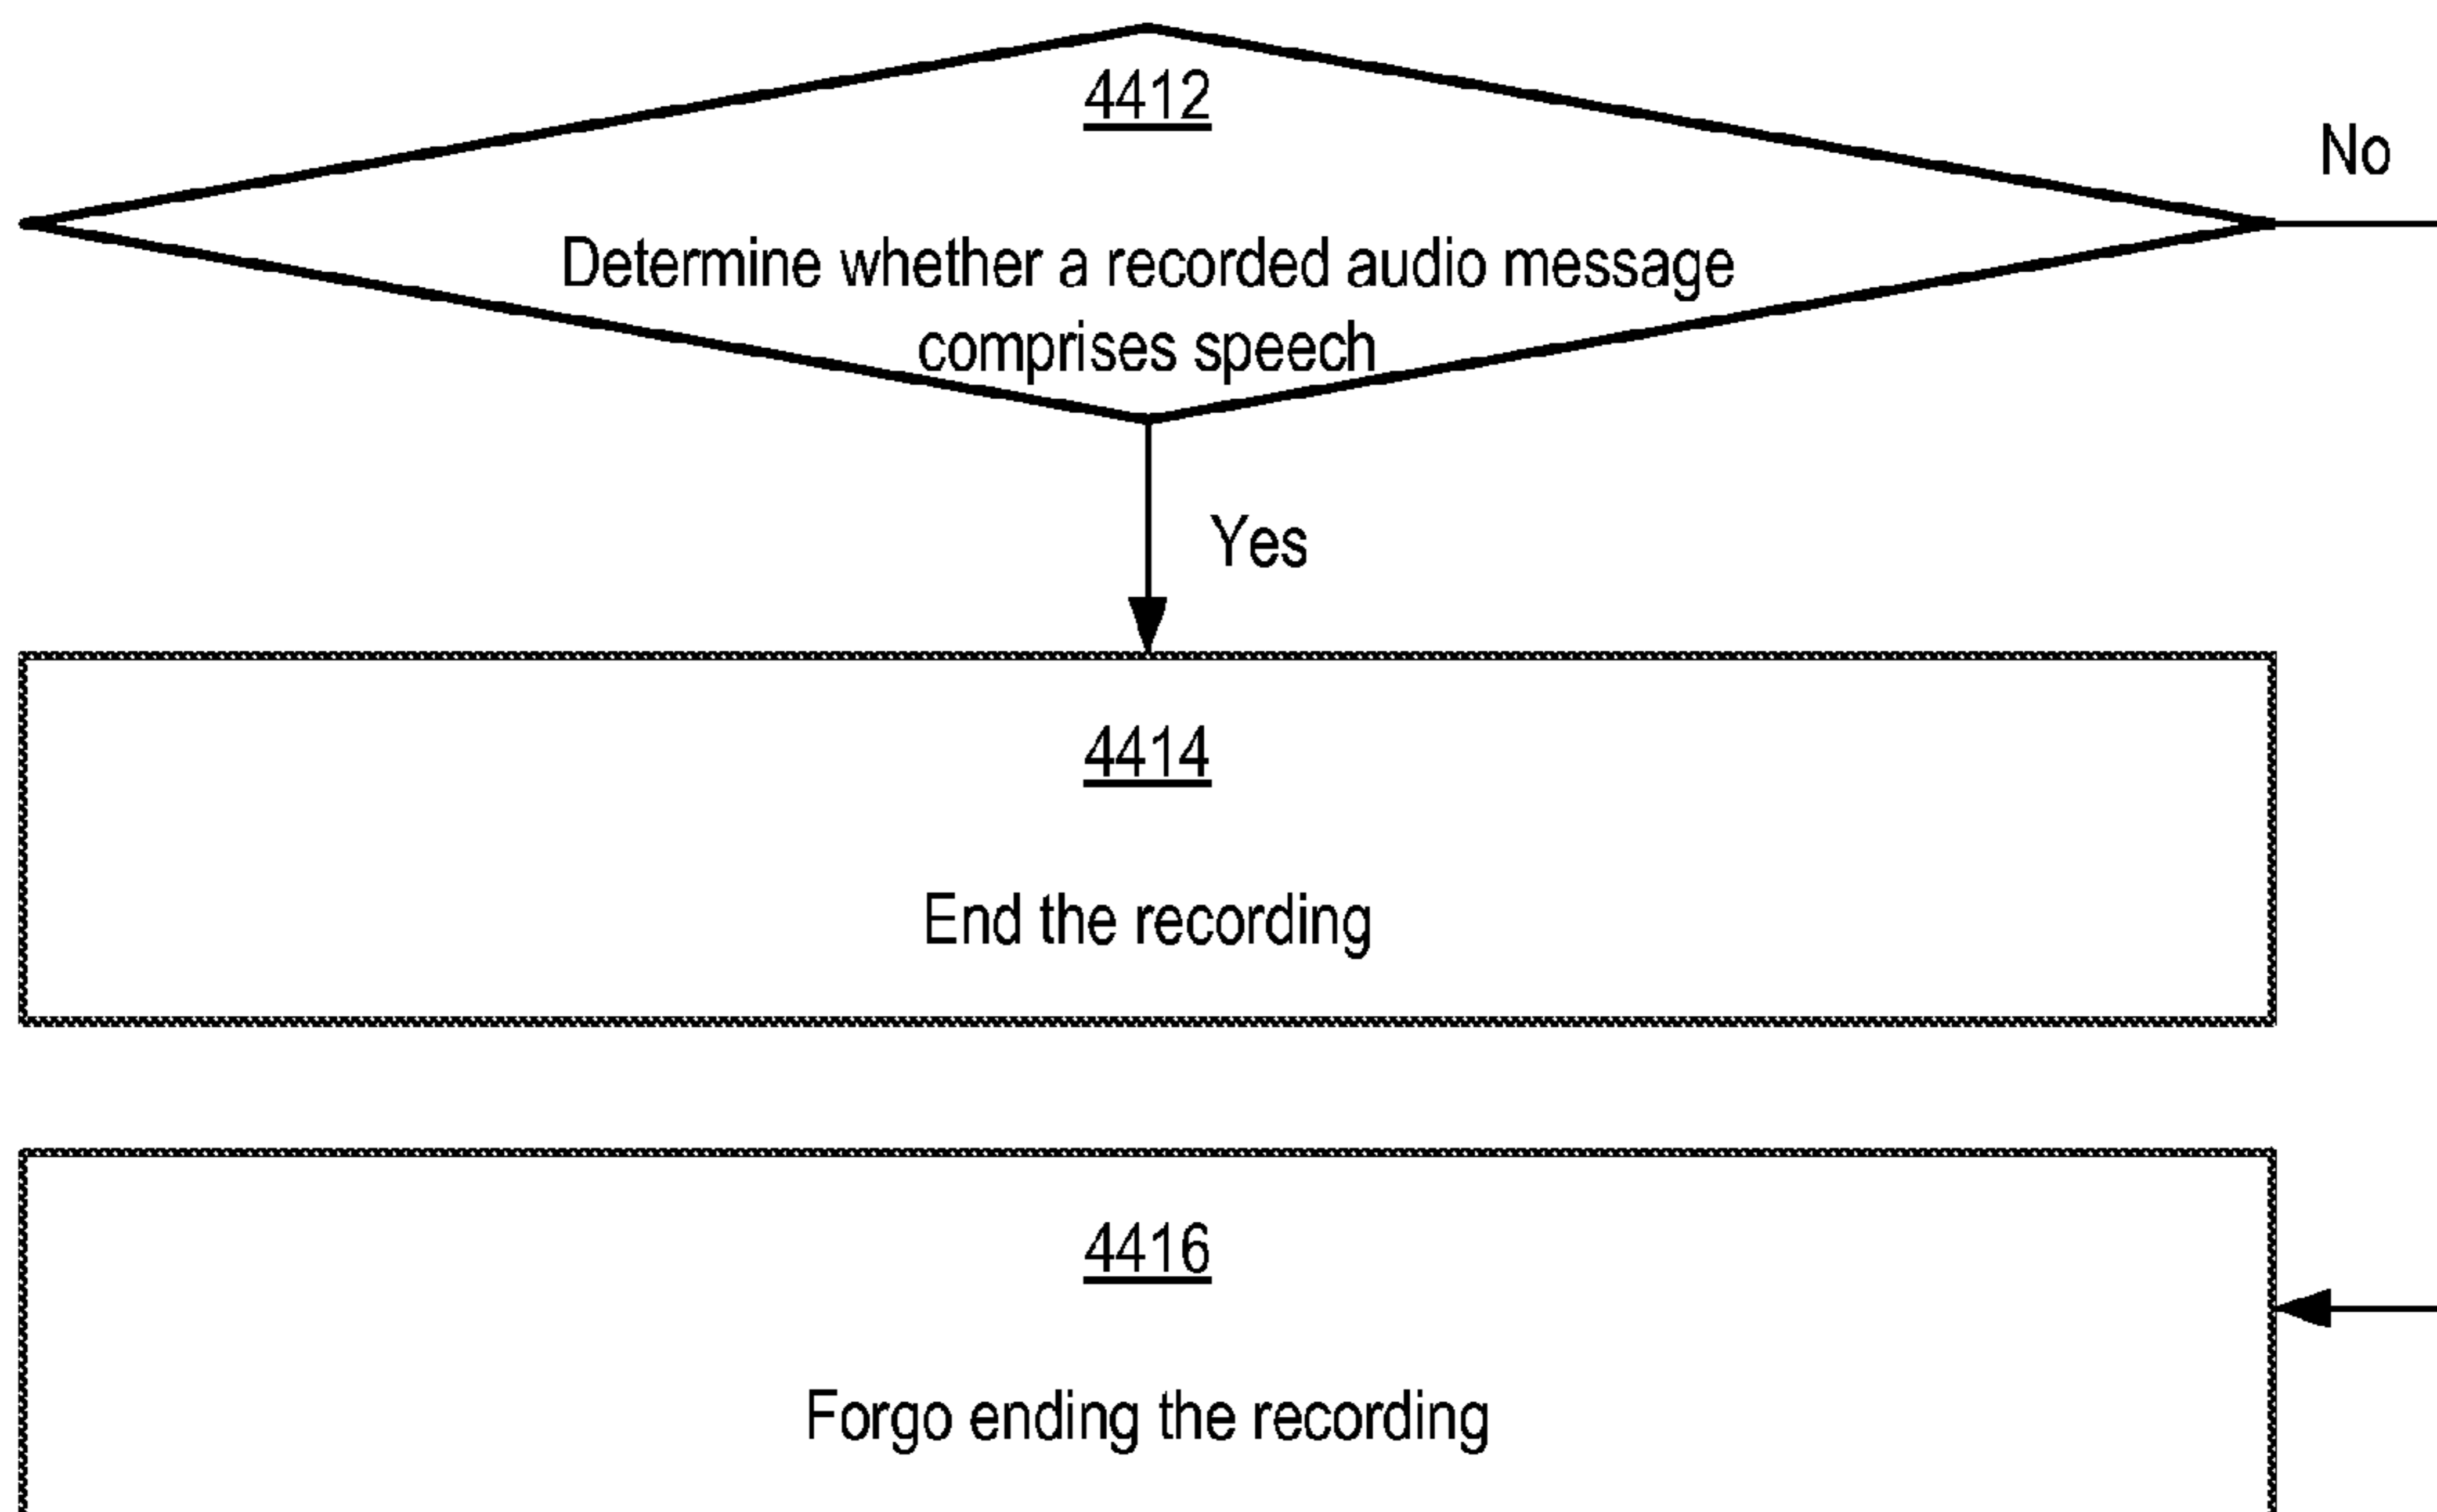 4412
No
Determine whether a recorded audio message
comprises speech
Yes
4414
End the recording
4416
Forgo ending the recording